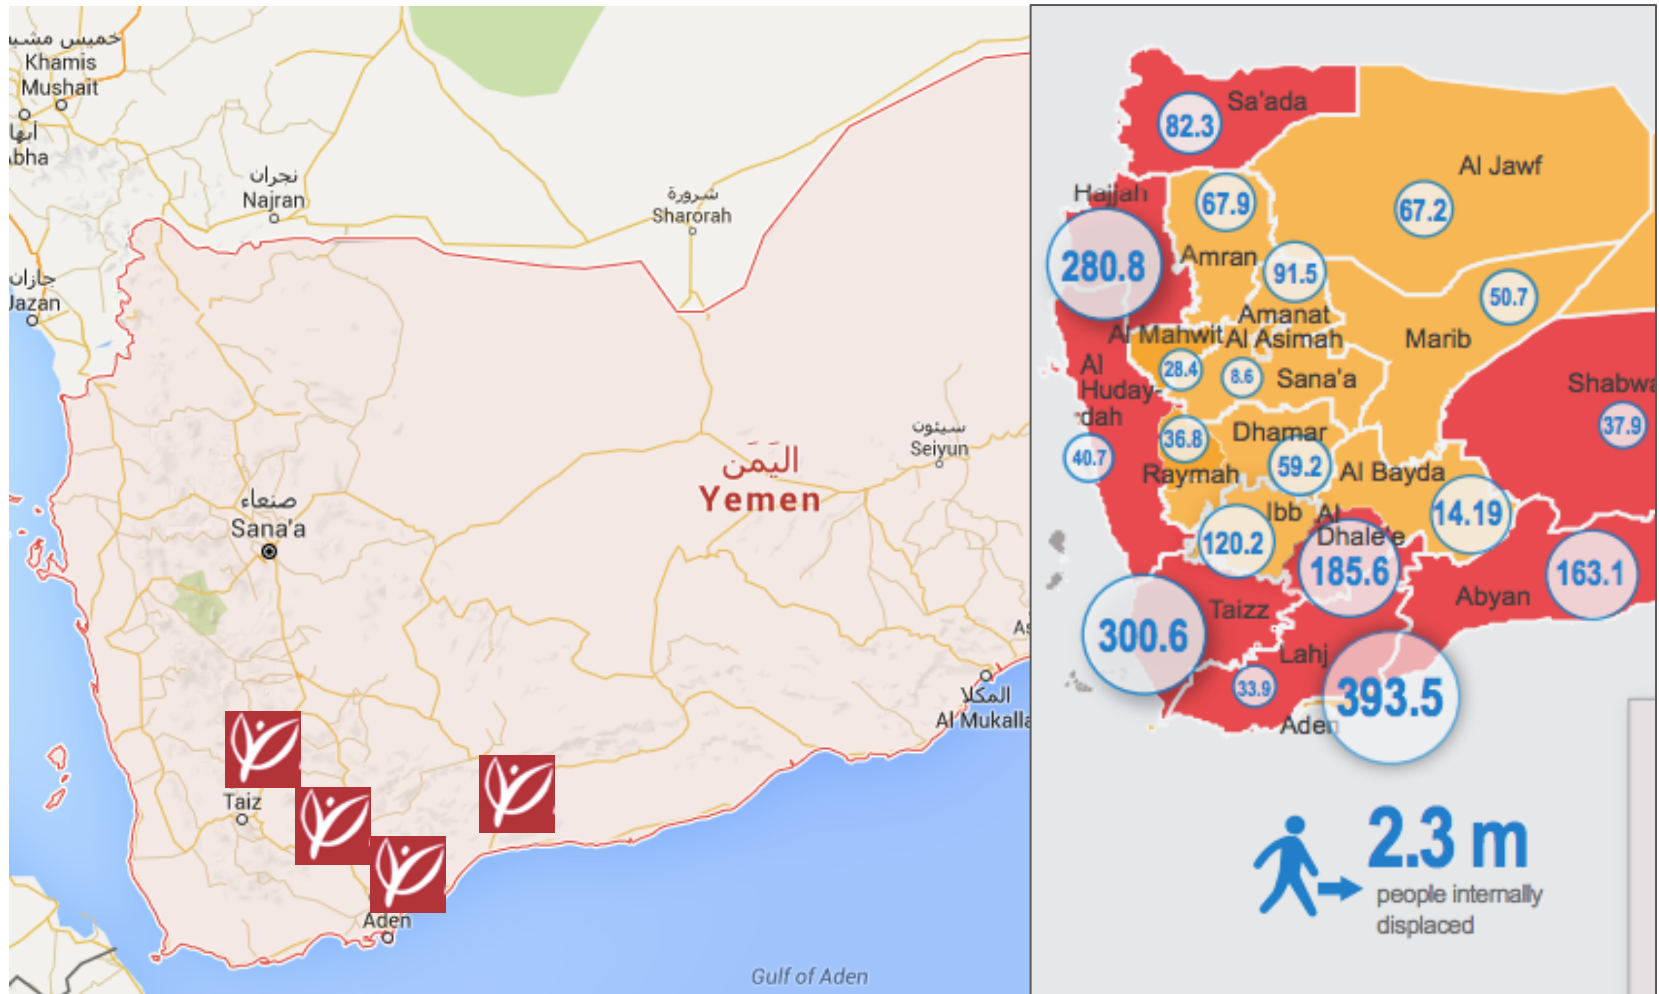 خميس مشيط
Khamis
Mushait
أبها
Abha
نجران
Najran
شرورة
Sharorah
جازان
Jazan
سيئون
Seiyun
اليمن
Yemen
صنعاء
Sana'a
المكلا
Al Mukalla
Taiz
Aden
Gulf of Aden
Sa'ada
82.3
Al Jawf
67.2
Hajjah
280.8
67.9
Amran
91.5
Amanat
Al Asimah
50.7
Marib
Al Mahwit
28.4
8.6
Sana'a
Al
Huday-
dah
40.7
Shabwa
37.9
36.8
Raymah
Dhamar
59.2
Al Bayda
14.19
Ibb
120.2
Al
Dhale'e
185.6
Abyan
163.1
Taizz
300.6
Lahj
33.9
Aden
393.5
2.3 m
people internally
displaced